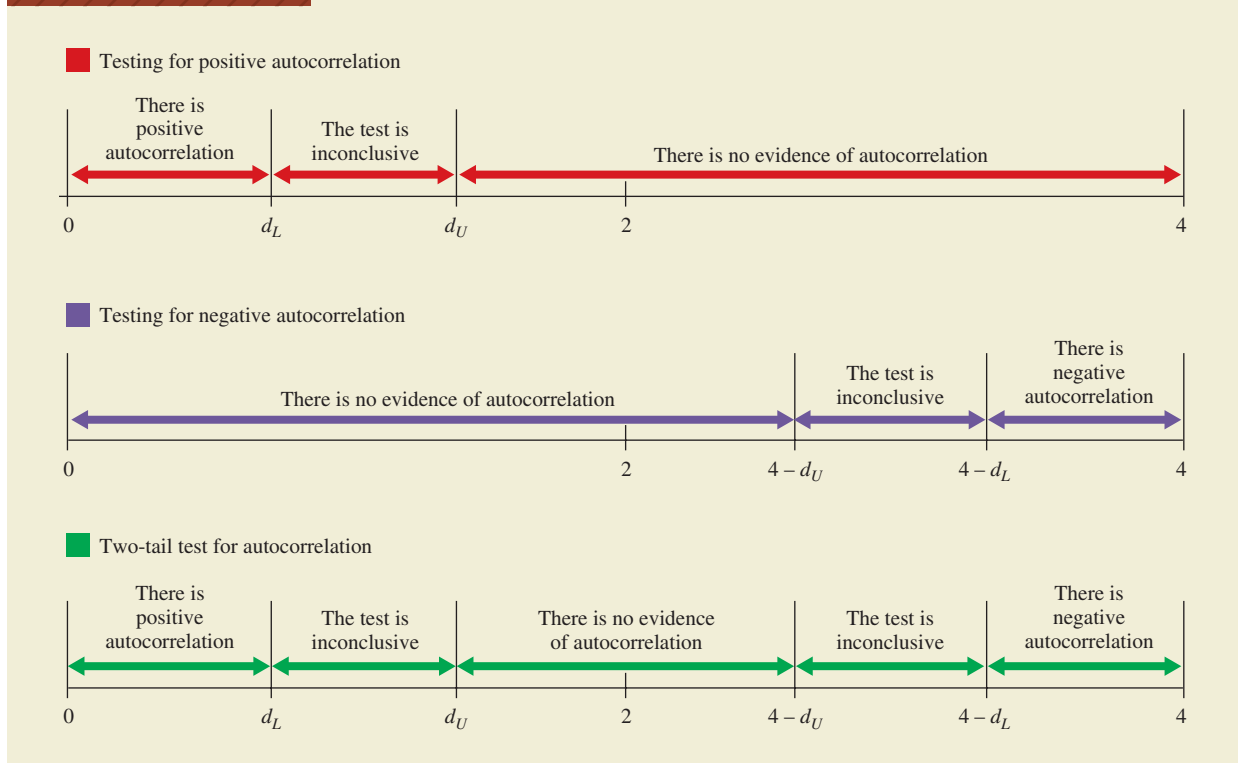 Testing for positive autocorrelation
There is
positive
autocorrelation
The test is
inconclusive
There is no evidence of autocorrelation
0
d_L
d_U
2
4
Testing for negative autocorrelation
There is no evidence of autocorrelation
The test is
inconclusive
There is
negative
autocorrelation
0
2
4 – d_U
4 – d_L
4
Two-tail test for autocorrelation
There is
positive
autocorrelation
The test is
inconclusive
There is no evidence
of autocorrelation
The test is
inconclusive
There is
negative
autocorrelation
0
d_L
d_U
2
4 – d_U
4 – d_L
4